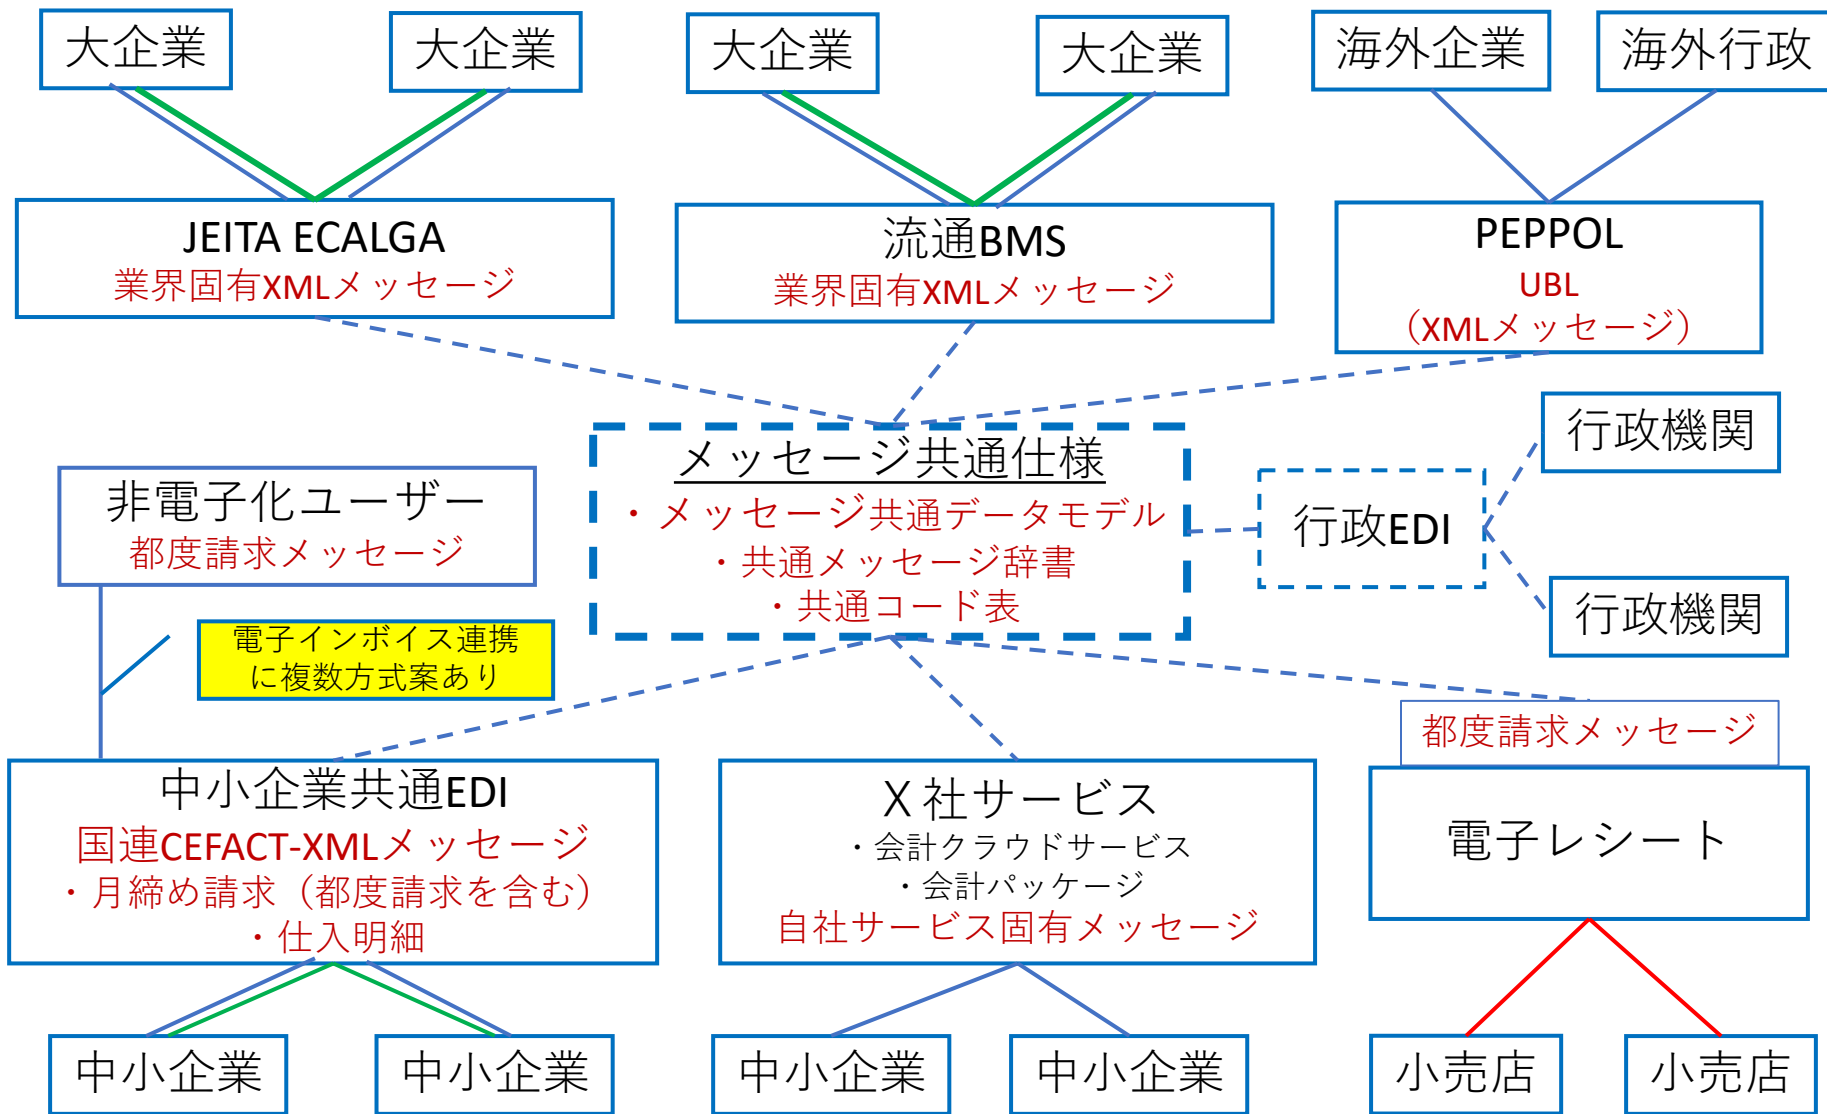 大企業
大企業
大企業
大企業
海外企業
海外行政
JEITA ECALGA
業界固有XMLメッセージ
流通BMS
業界固有XMLメッセージ
PEPPOL
UBL
（XMLメッセージ）
メッセージ共通仕様
・メッセージ共通データモデル
・共通メッセージ辞書
・共通コード表
行政EDI
行政機関
行政機関
非電子化ユーザー
都度請求メッセージ
電子インボイス連携
に複数方式案あり
中小企業共通EDI
国連CEFACT-XMLメッセージ
・月締め請求（都度請求を含む）
・仕入明細
Ｘ社サービス
・会計クラウドサービス
・会計パッケージ
自社サービス固有メッセージ
都度請求メッセージ
電子レシート
中小企業
中小企業
中小企業
中小企業
小売店
小売店